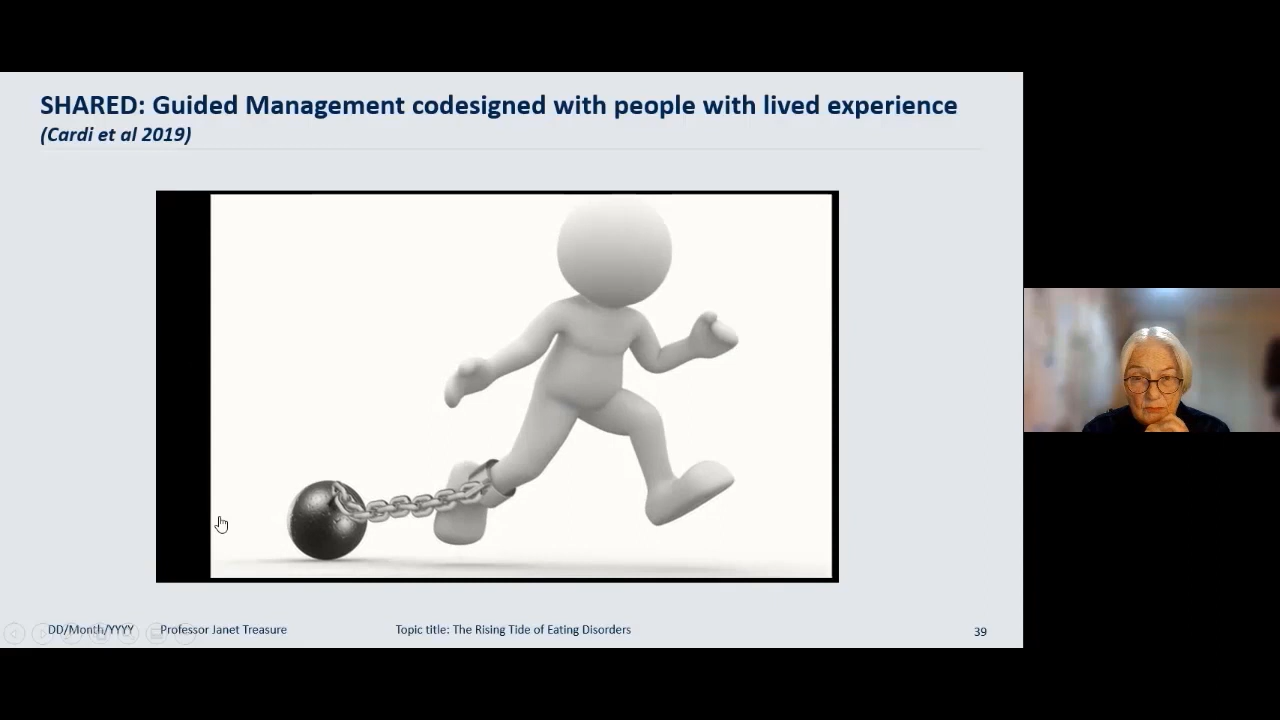 SHARED: Guided Management codesigned with people with lived experience
(Cardi et al 2019)
DD/Month/YYYY Professor Janet Treasure Topic title: The Rising Tide of Eating Disorders 39